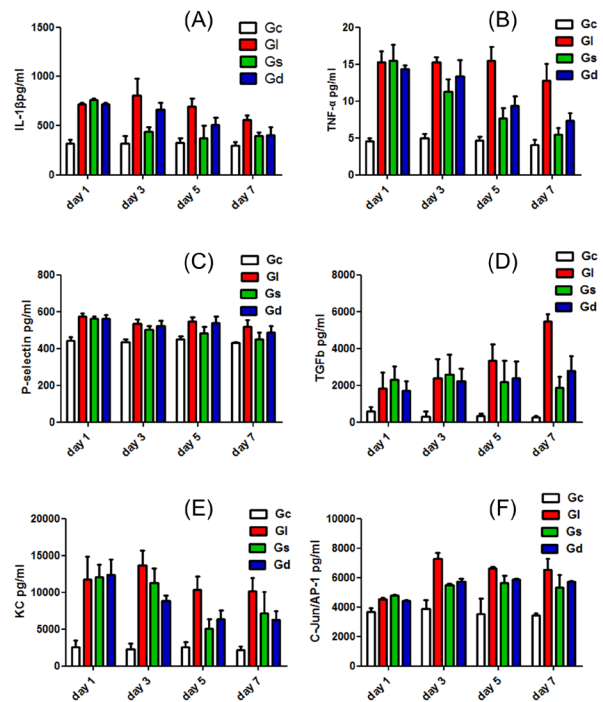 (A)
Gc
Gl
Gs
Gd
IL-1βpg/ml
1500
1000
500
0
day 1
day 3
day 5
day 7
(B)
Gc
Gl
Gs
Gd
TNF-α pg/ml
20
15
10
5
0
day 1
day 3
day 5
day 7
(C)
Gc
Gl
Gs
Gd
P-selectin pg/ml
800
600
400
200
0
day 1
day 3
day 5
day 7
(D)
Gc
Gl
Gs
Gd
TGFb pg/ml
8000
6000
4000
2000
0
day 1
day 3
day 5
day 7
(E)
Gc
Gl
Gs
Gd
KC pg/ml
20000
15000
10000
5000
0
day 1
day 3
day 5
day 7
(F)
Gc
Gl
Gs
Gd
C-Jun/AP-1 pg/ml
10000
8000
6000
4000
2000
0
day 1
day 3
day 5
day 7